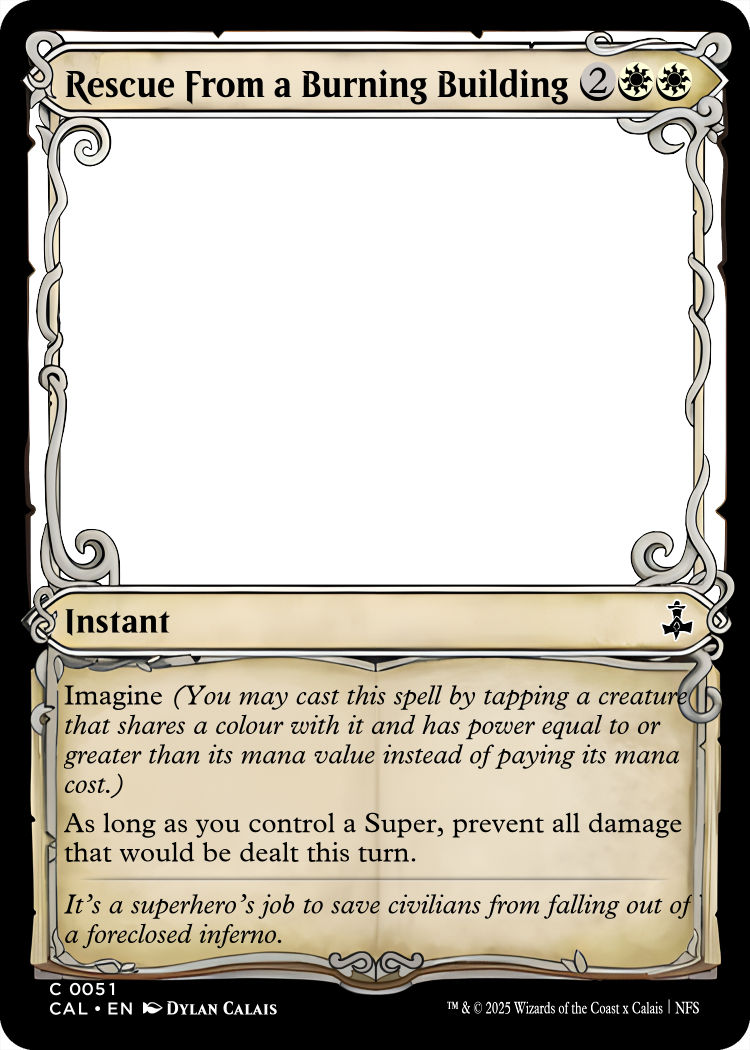 Rescue From a Burning Building 2
Instant
Imagine (You may cast this spell by tapping a creature
that shares a colour with it and has power equal to or
greater than its mana value instead of paying its mana
cost.)
As long as you control a Super, prevent all damage
that would be dealt this turn.
It's a superhero's job to save civilians from falling out of
a foreclosed inferno.
C 0051
CAL • EN Dylan Calais
™ & © 2025 Wizards of the Coast x Calais | NFS